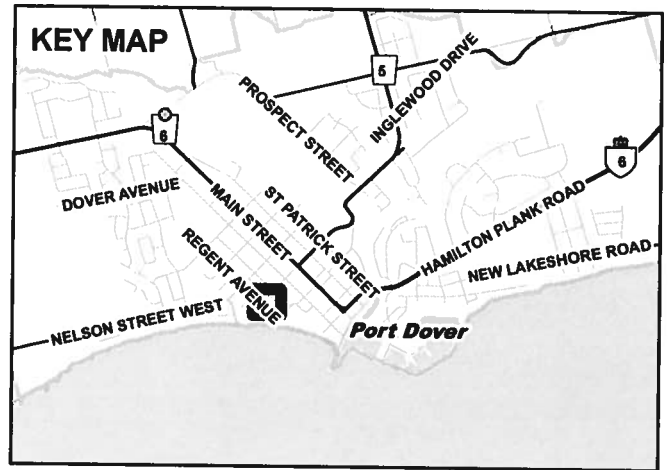 KEY MAP
5
INGLEWOOD DRIVE
PROSPECT STREET
6
6
DOVER AVENUE
MAIN STREET
ST PATRICK STREET
HAMILTON PLANK ROAD
NEW LAKESHORE ROAD
REGENT AVENUE
NELSON STREET WEST
Port Dover